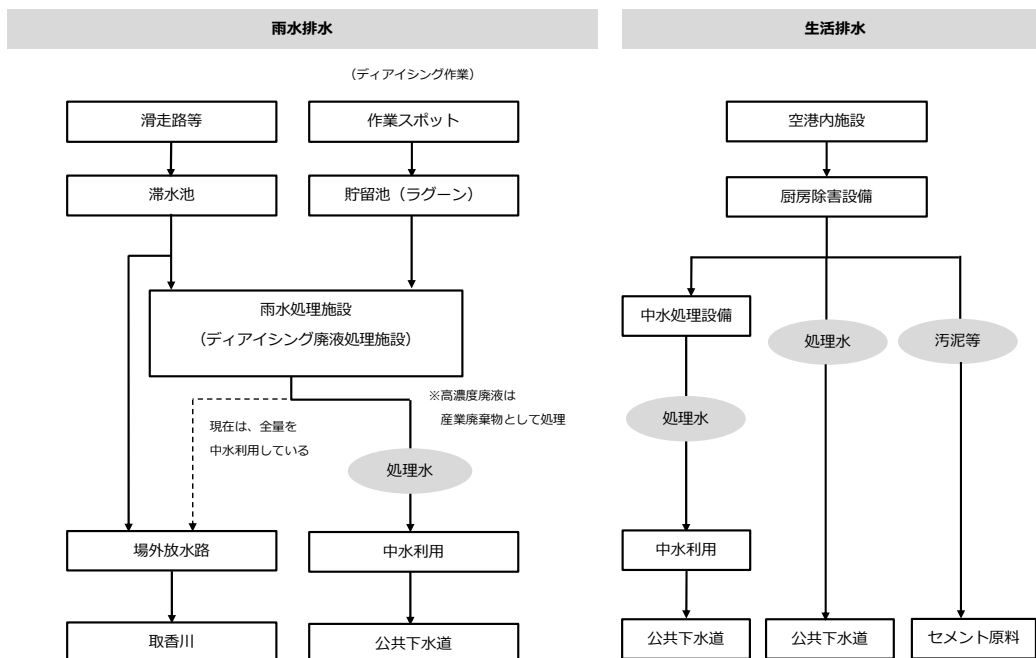 雨水排水
(ディアイシング作業)
滑走路等
作業スポット
滞水池
貯留池(ラグーン)
雨水処理施設
(ディアイシング廃液処理施設)
※高濃度廃液は
産業廃棄物として処理
現在は、全量を
中水利用している
処理水
場外放水路
中水利用
取香川
公共下水道
生活排水
空港内施設
厨房除害設備
中水処理設備
処理水
汚泥等
処理水
中水利用
公共下水道
公共下水道
セメント原料